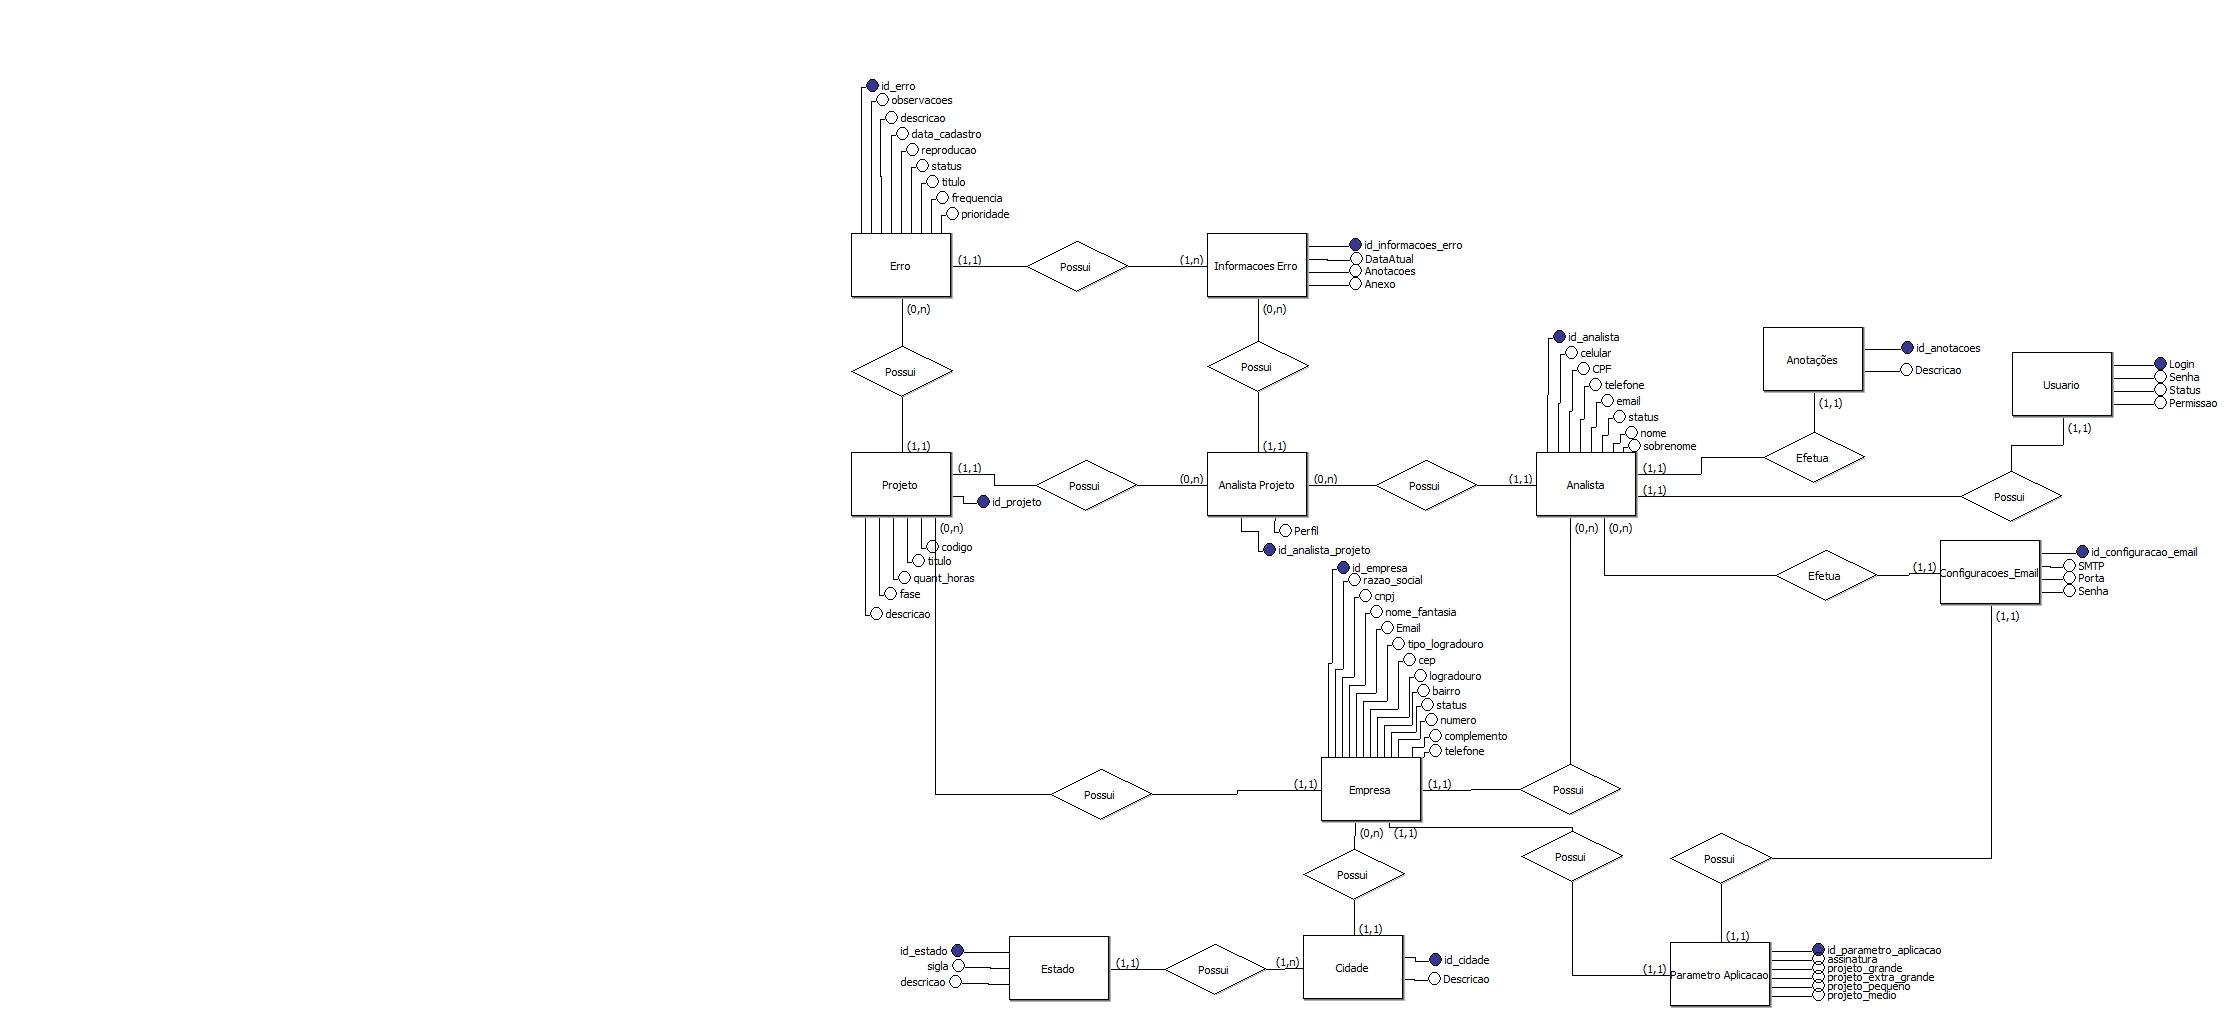 id_erro
observacoes
descricao
data_cadastro
reproducao
status
titulo
frequencia
prioridade
Erro
(1,1)
Possui
(1,n)
Informacoes Erro
id_informacoes_erro
DataAtual
Anotacoes
Anexo
(0,n)
(0,n)
Possui
Possui
(1,1)
(1,1)
id_analista
celular
CPF
telefone
email
status
nome
sobrenome
Anotações
id_anotacoes
Descricao
(1,1)
Efetua
Usuario
Login
Senha
Status
Permissao
(1,1)
Possui
Projeto
(1,1)
id_projeto
Possui
(0,n)
Analista Projeto
(0,n)
Possui
(1,1)
Analista
(1,1)
(1,1)
(0,n)
codigo
titulo
quant_horas
fase
descricao
Perfil
id_analista_projeto
(0,n)
(0,n)
Efetua
(1,1)
Configuracoes_Email
id_configuracao_email
SMTP
Porta
Senha
(1,1)
id_empresa
razao_social
cnpj
nome_fantasia
Email
tipo_logradouro
cep
logradouro
bairro
status
numero
complemento
telefone
Possui
(1,1)
Empresa
(1,1)
Possui
(0,n)
(1,1)
Possui
Possui
Possui
(1,1)
(1,1)
id_estado
sigla
descricao
Estado
(1,1)
Possui
(1,n)
Cidade
id_cidade
Descricao
(1,1)
Parametro Aplicacao
id_parametro_aplicacao
assinatura
projeto_grande
projeto_extra_grande
projeto_pequeno
projeto_medio